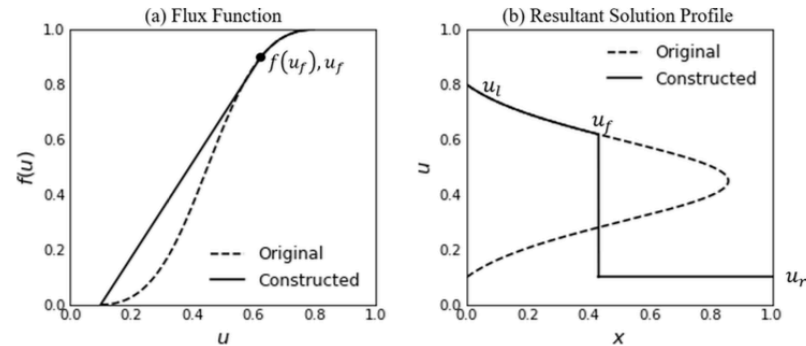 (a) Flux Function
1.0
0.8
0.6
0.4
0.2
0.0
f(u)
f(u_f), u_f
Original
Constructed
0.0 0.2 0.4 0.6 0.8 1.0
u
(b) Resultant Solution Profile
1.0
0.8
0.6
0.4
0.2
0.0
u
Original
Constructed
u_l
u_f
u_r
0.0 0.2 0.4 0.6 0.8 1.0
x